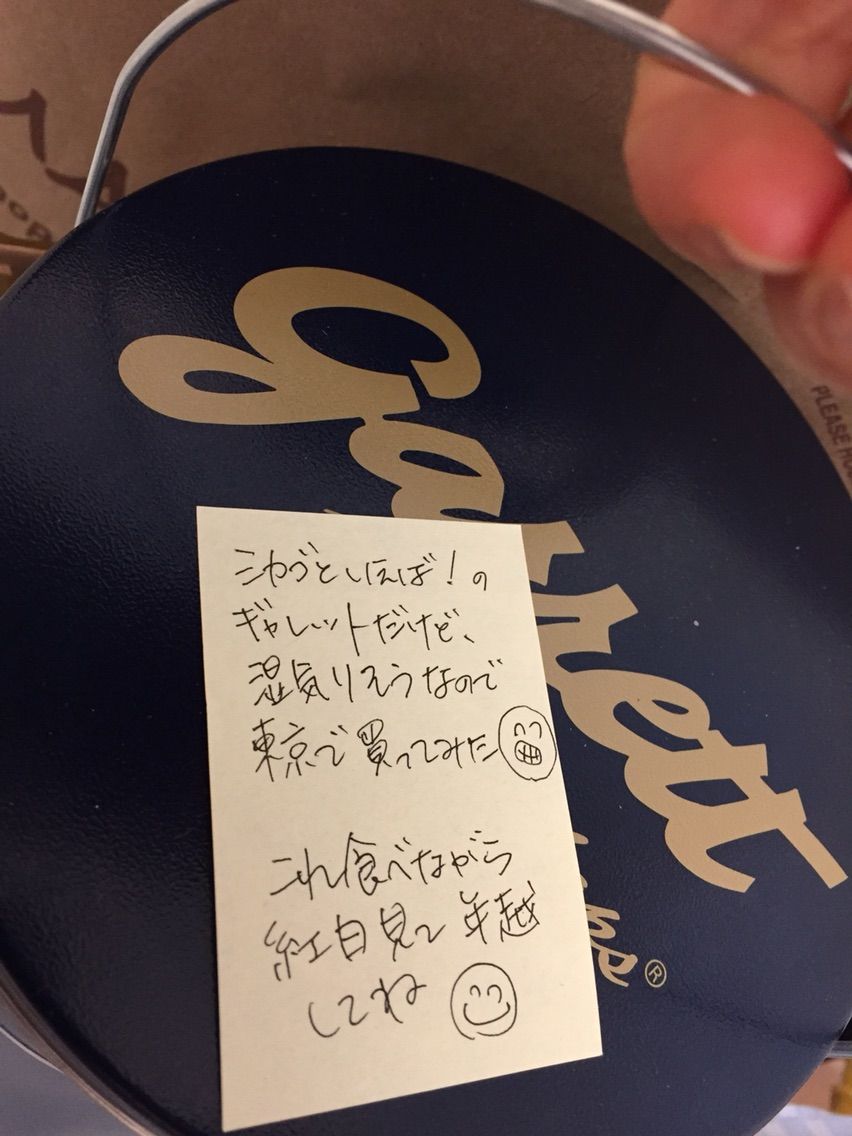 Garrett
シカゴといえば！の
ギャレットだけど、
湿気りそうなので
東京で買ってみた
これ食べながら
紅白見て年越
してね
®
PLEASE